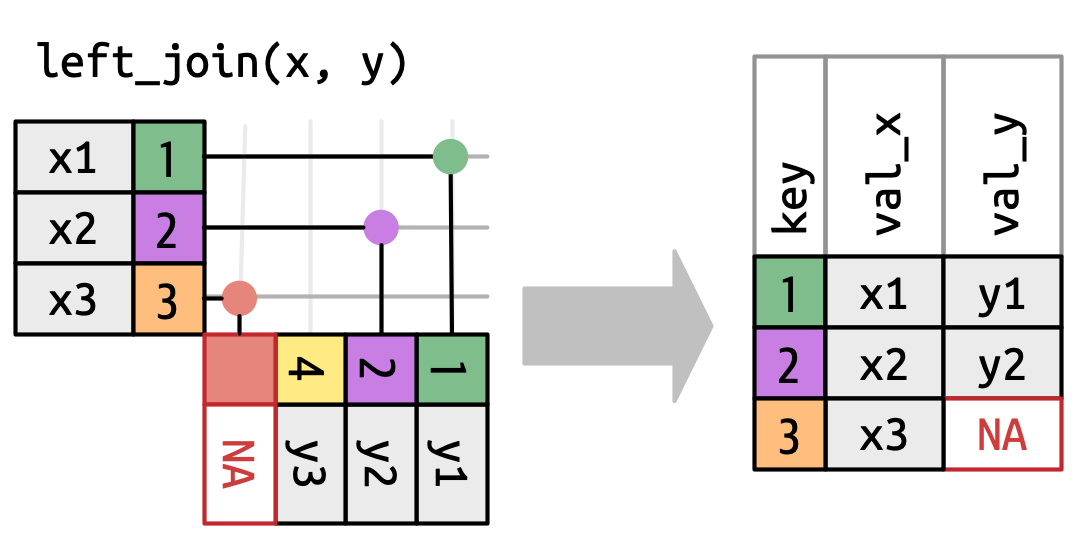 left_join(x, y)
x1 1
x2 2
x3 3
4 2 1
NA y3 y2 y1
key val_x val_y
1 x1 y1
2 x2 y2
3 x3 NA